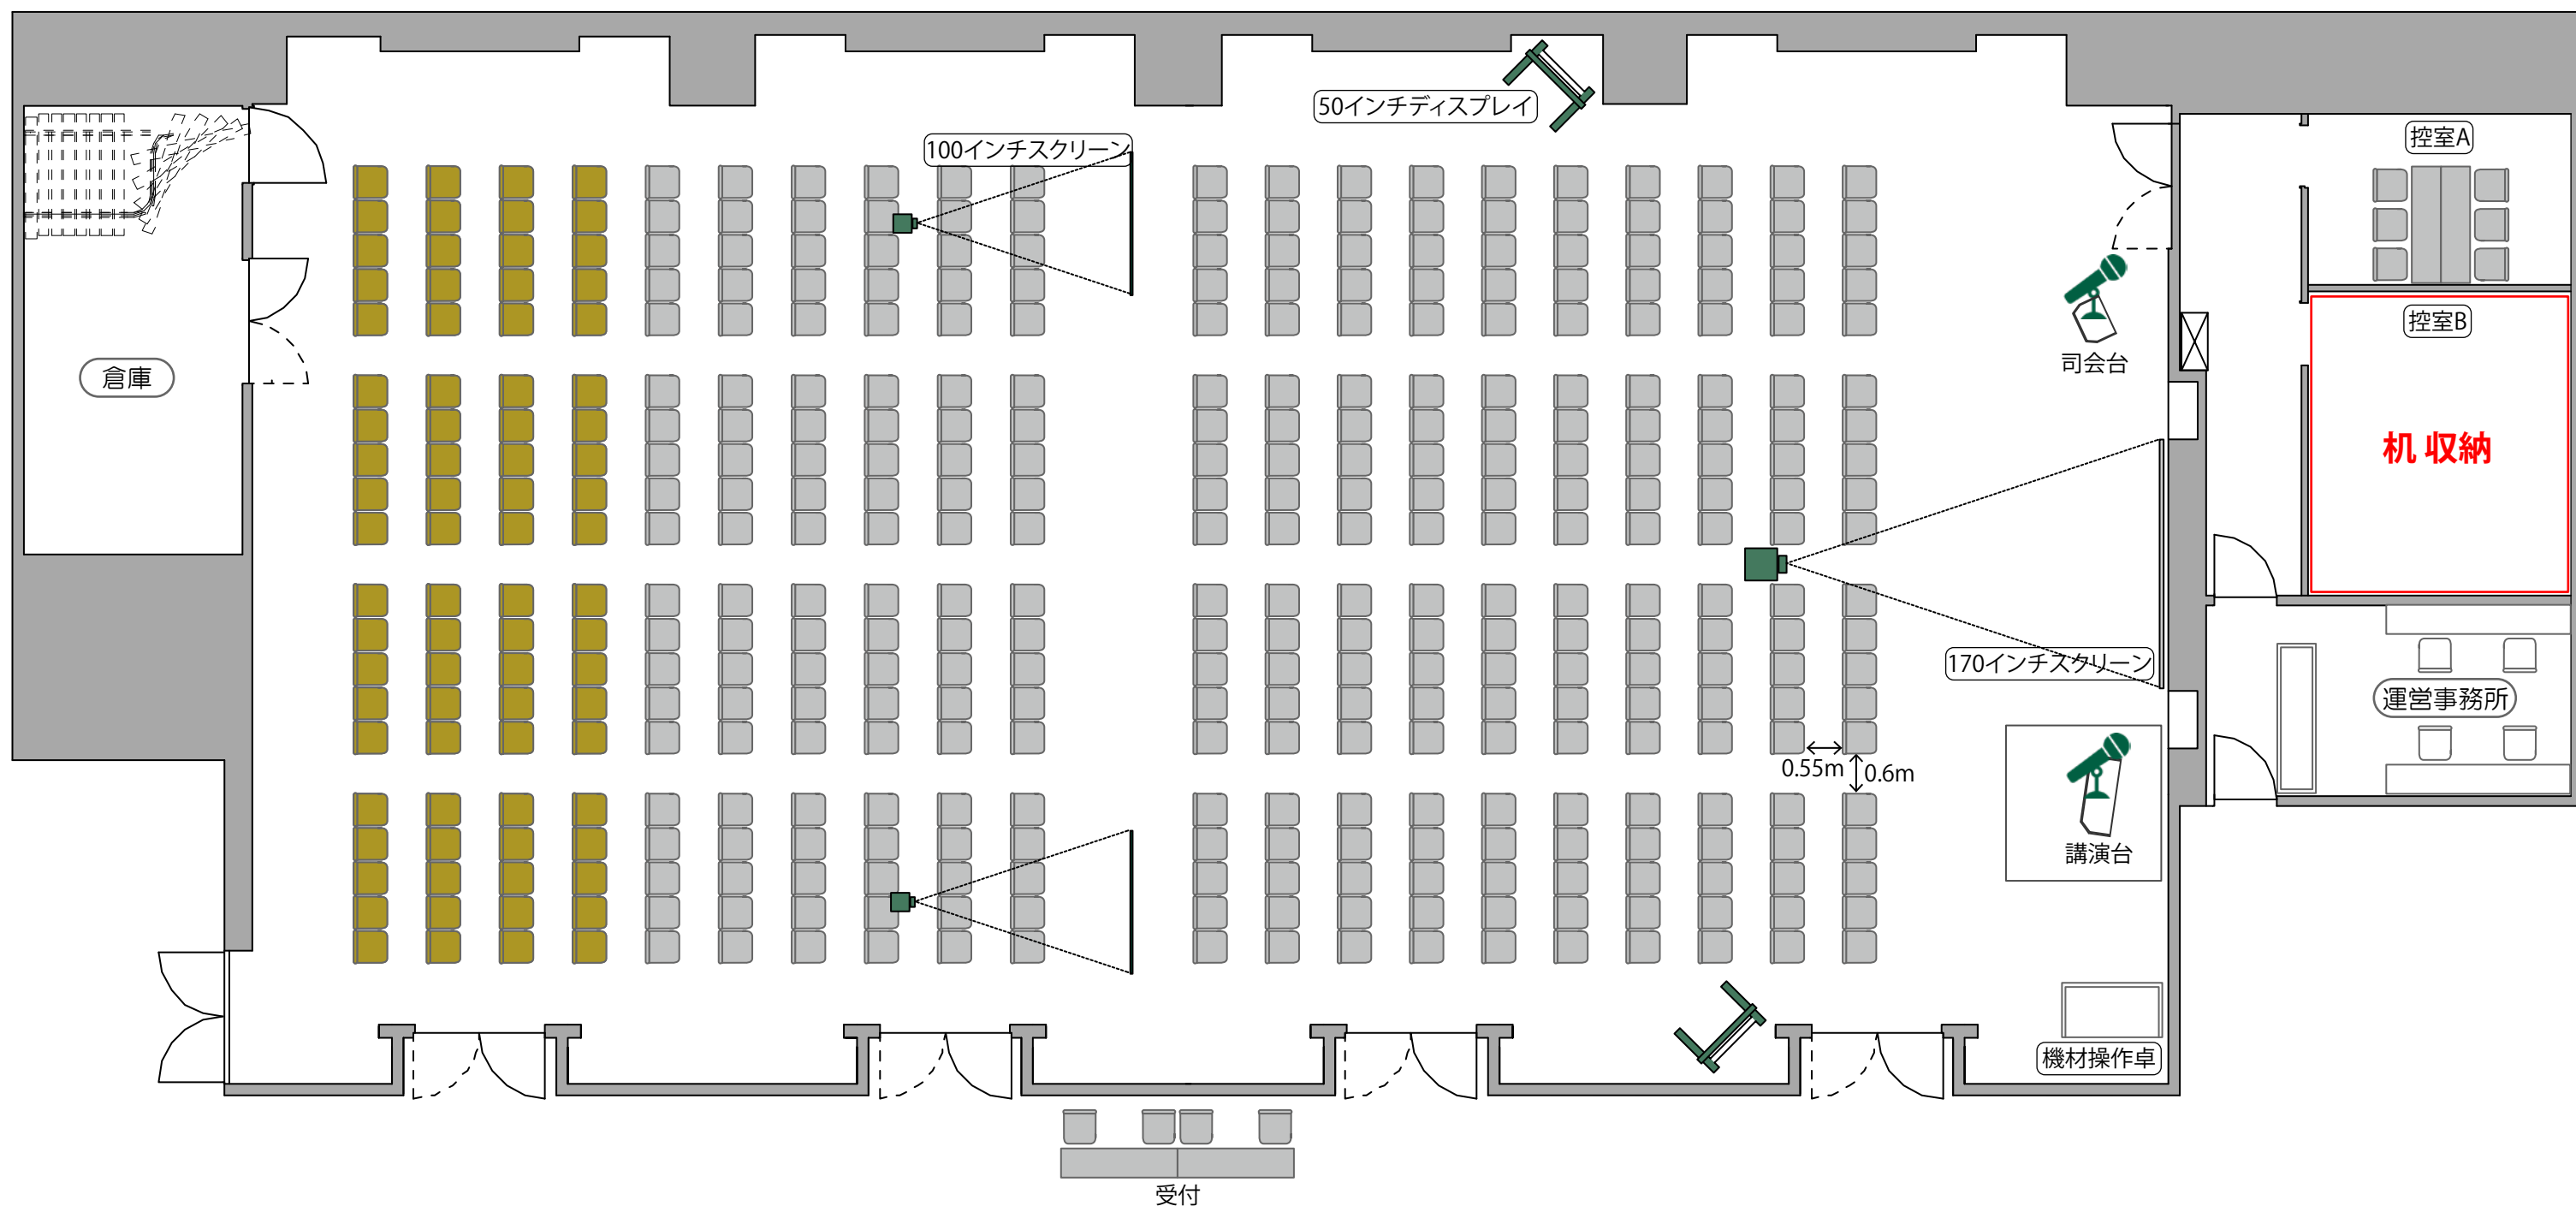 50インチディスプレイ
100インチスクリーン
控室A
控室B
司会台
倉庫
机 収納
170インチスクリーン
運営事務所
0.55m
0.6m
講演台
機材操作卓
受付